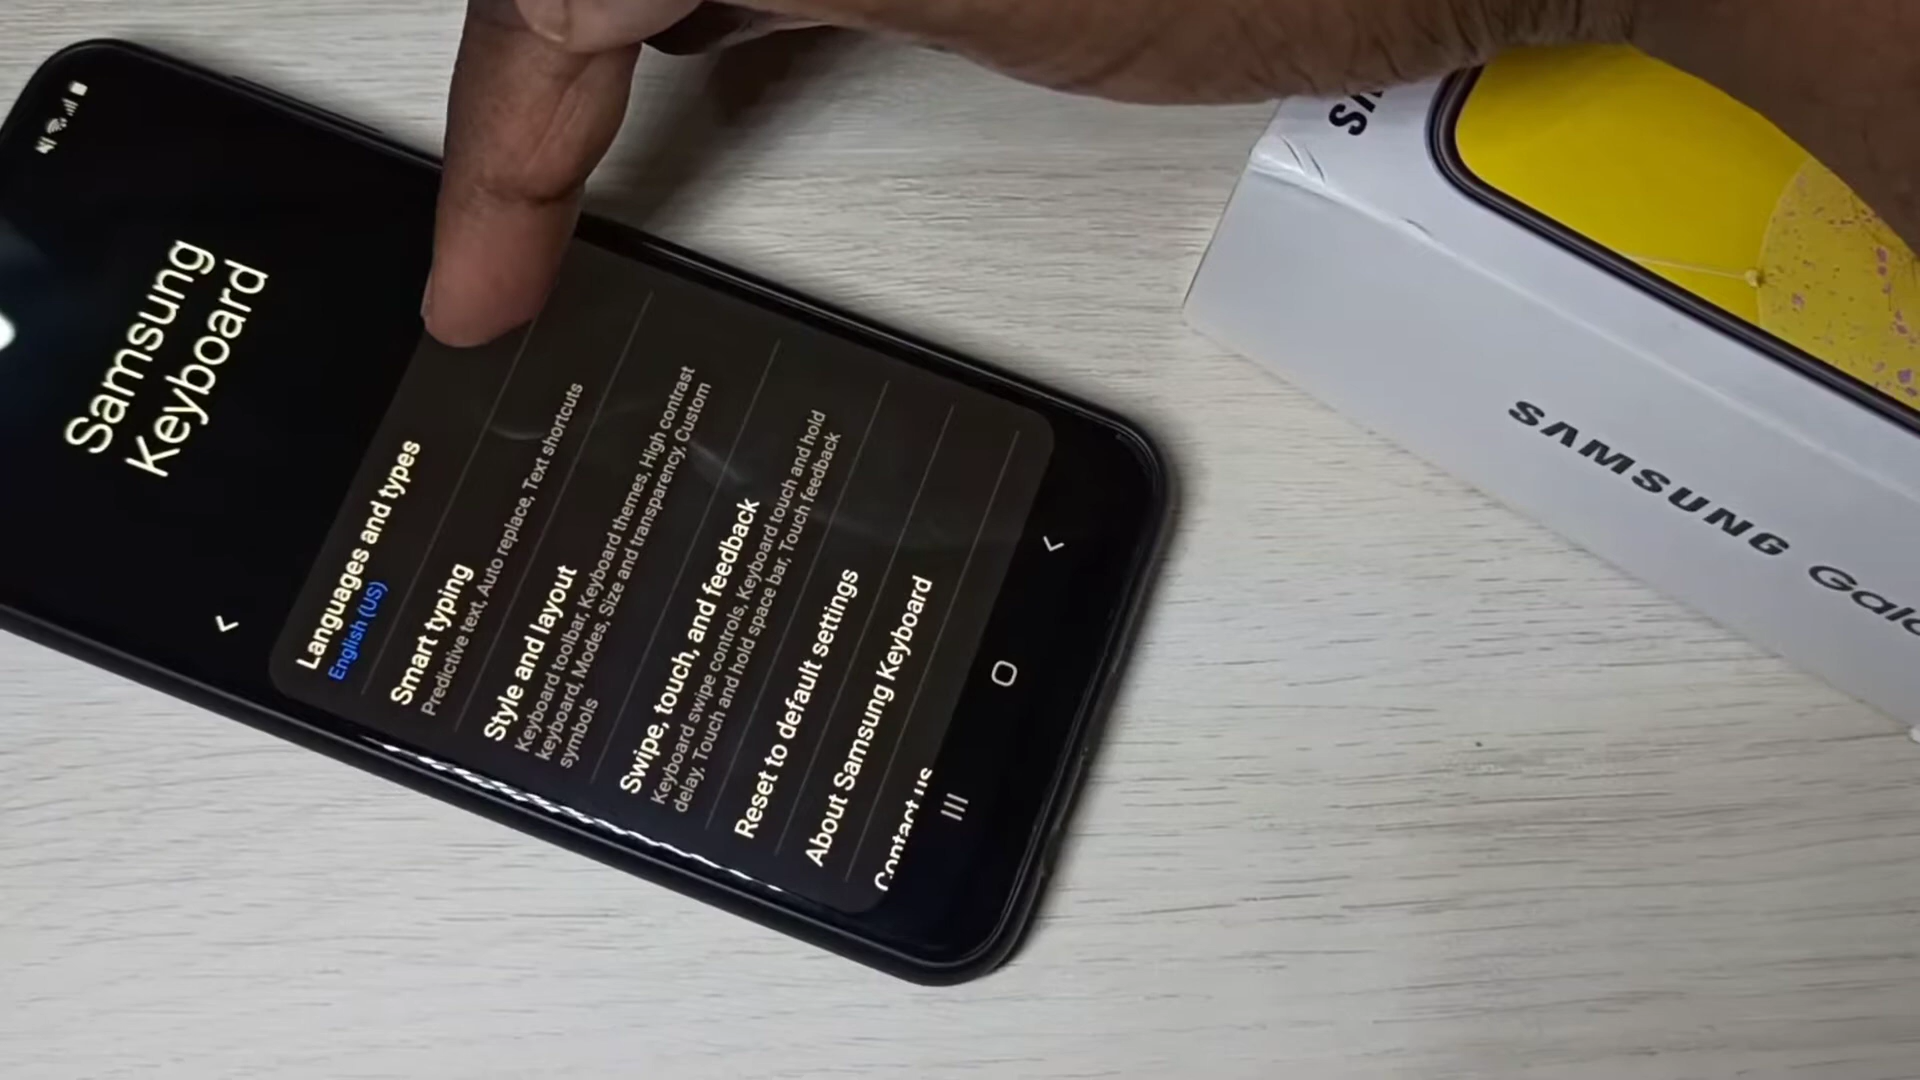 Samsung
Keyboard
Languages and types
English (US)
Smart typing
Predictive text, Auto replace, Text shortcuts
Style and layout
Keyboard toolbar, Keyboard themes, High contrast
keyboard, Modes, Size and transparency, Custom
symbols
Swipe, touch, and feedback
Keyboard swipe controls, Keyboard touch and hold
delay, Touch and hold space bar, Touch feedback
Reset to default settings
About Samsung Keyboard
Contact us
SAMSUNG